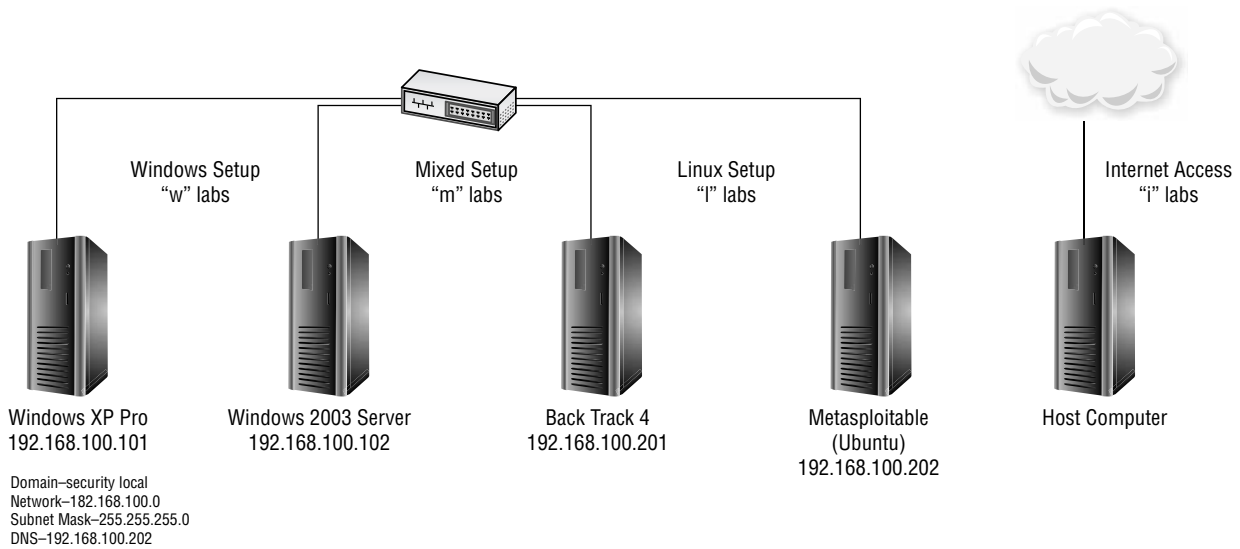 Windows Setup
“w” labs
Mixed Setup
“m” labs
Linux Setup
“l” labs
Internet Access
“i” labs
Windows XP Pro
192.168.100.101
Windows 2003 Server
192.168.100.102
Back Track 4
192.168.100.201
Metasploitable
(Ubuntu)
192.168.100.202
Host Computer
Domain–security local
Network–182.168.100.0
Subnet Mask–255.255.255.0
DNS–192.168.100.202